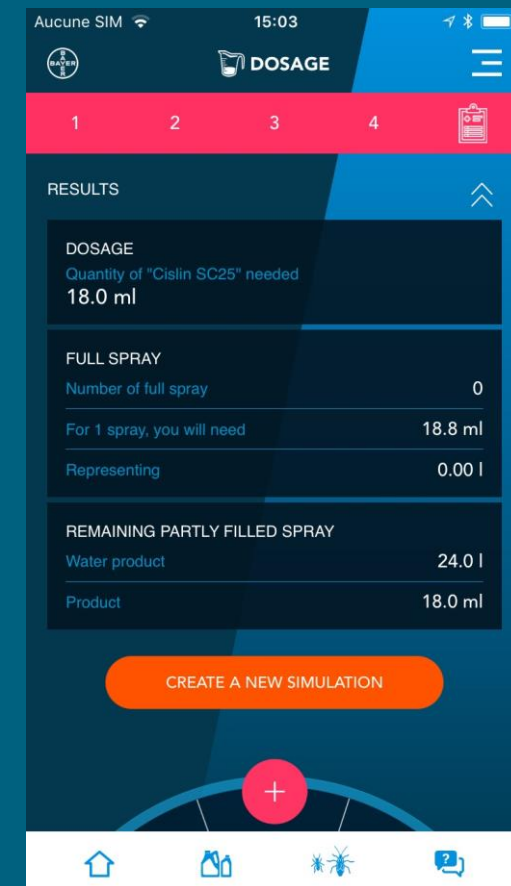 Aucune SIM 15:03
BAYER
DOSAGE
1 2 3 4
RESULTS
DOSAGE
Quantity of "Cislin SC25" needed
18.0 ml
FULL SPRAY
Number of full spray 0
For 1 spray, you will need 18.8 ml
Representing 0.00 l
REMAINING PARTLY FILLED SPRAY
Water product 24.0 l
Product 18.0 ml
CREATE A NEW SIMULATION
+
?